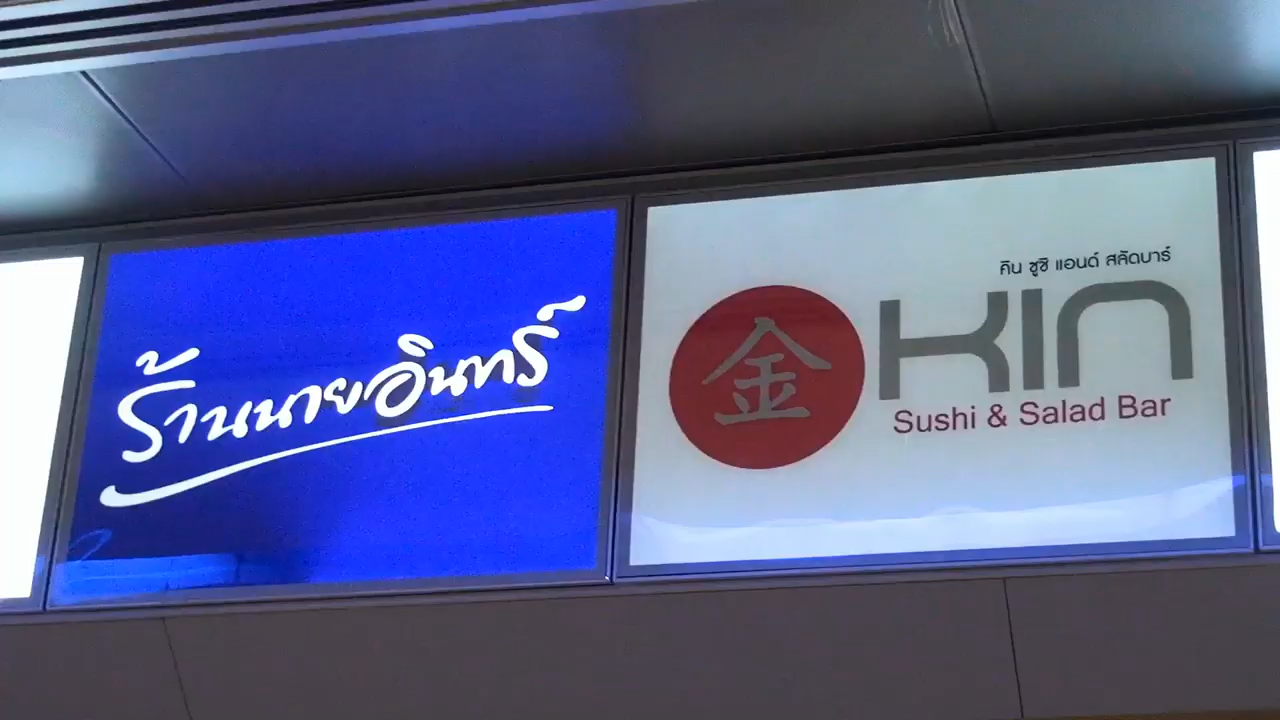 ร้านนายอินทร์
คิน ซูชิ แอนด์ สลัดบาร์
金 KIN
Sushi & Salad Bar